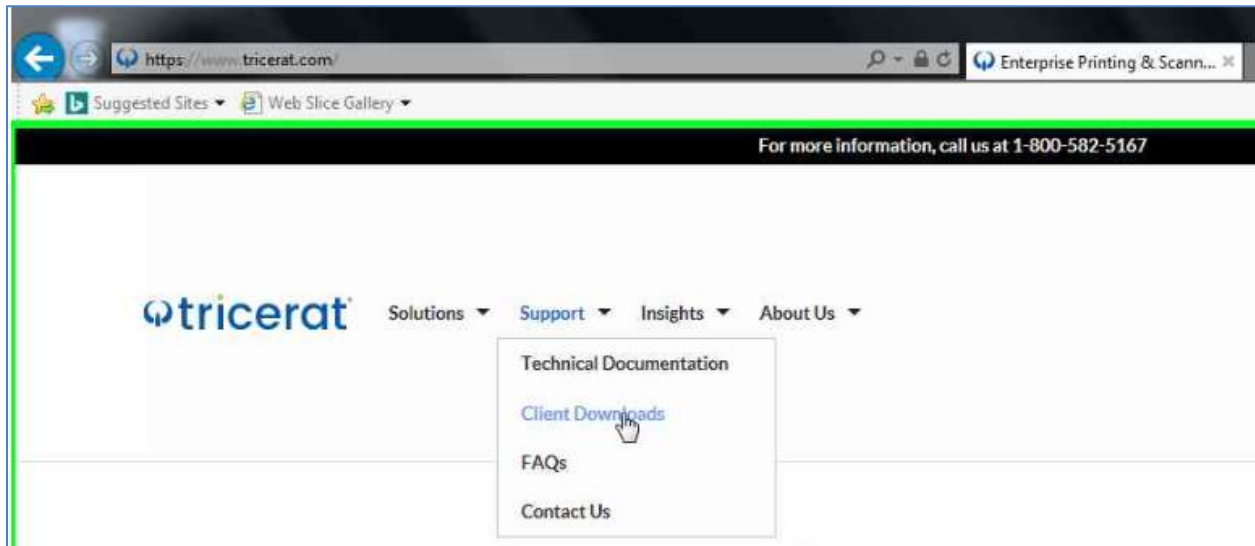 https://www.tricerat.com/
Enterprise Printing & Scann...
Suggested Sites
Web Slice Gallery
For more information, call us at 1-800-582-5167
tricerat
Solutions Support Insights About Us
Technical Documentation
Client Downloads
FAQs
Contact Us